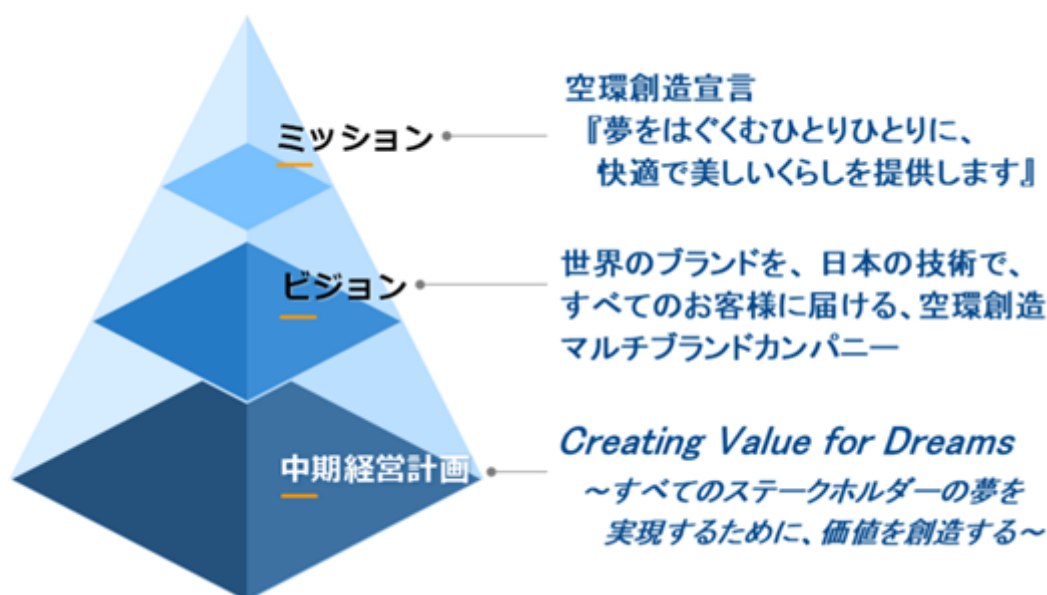 ミッション
空環創造宣言
『夢をはぐくむひとりひとりに、
快適で美しいくらしを提供します』
ビジョン
世界のブランドを、日本の技術で、
すべてのお客様に届ける、空環創造
マルチブランドカンパニー
中期経営計画
Creating Value for Dreams
～すべてのステークホルダーの夢を
実現するために、価値を創造する～